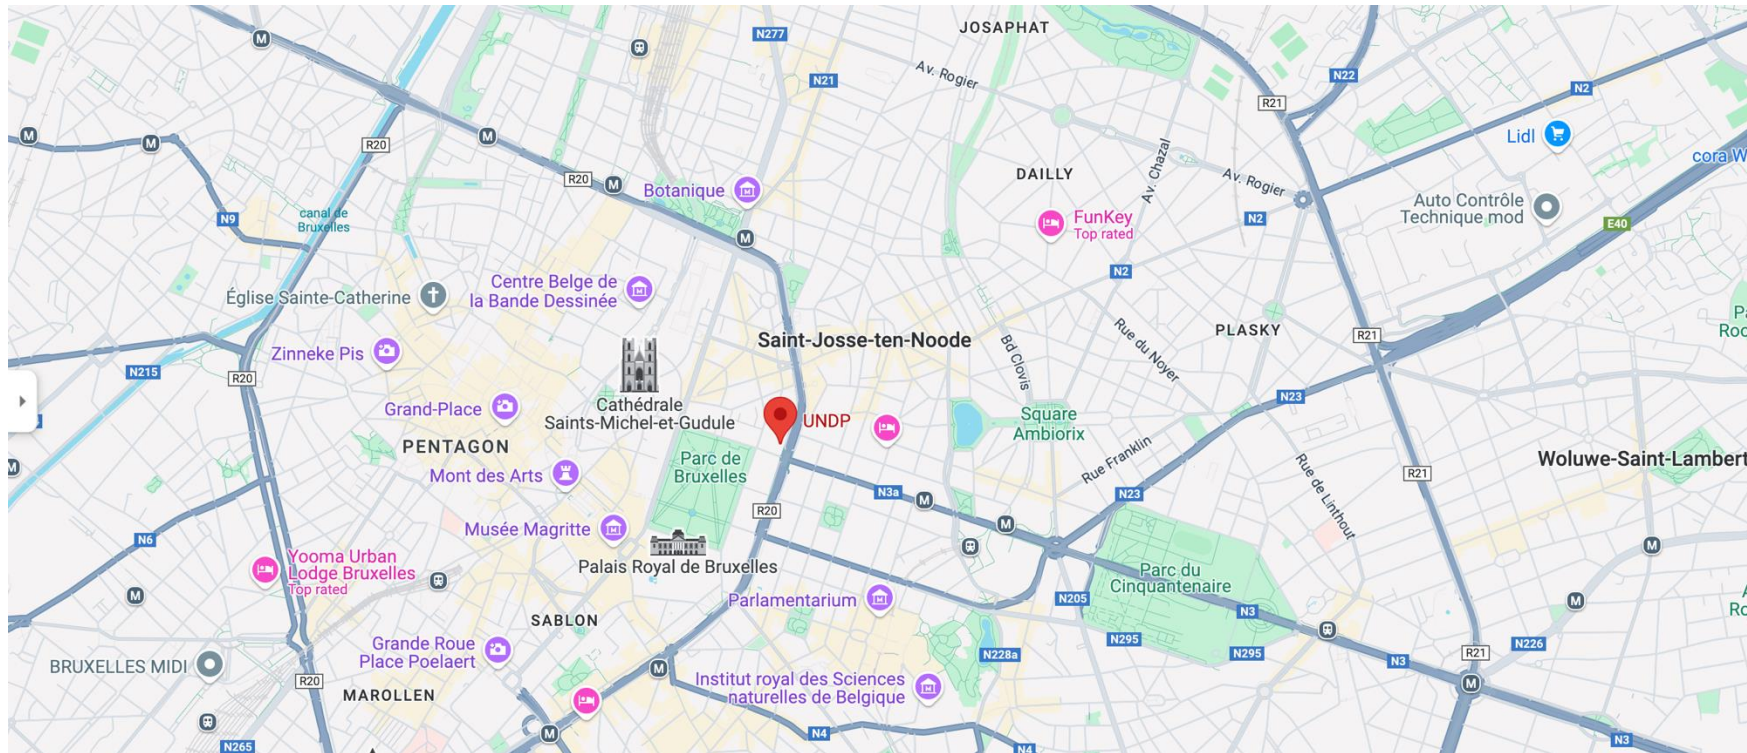 JOSAPHAT
N277
M
N22
Av. Rogier
N21
N2
R21
M
M
M
R20
Lidl
cora W
DAILLY
Av. Chazal
R20
M
Botanique
Av. Rogier
Auto Contrôle
Technique mod
N9
canal de
Bruxelles
FunKey
Top rated
N2
E40
M
N2
Centre Belge de
la Bande Dessinée
Église Sainte-Catherine
Saint-Josse-ten-Noode
Bd Clovis
Rue du Noyer
PLASKY
R21
Zinneke Pis
N215
R20
Cathédrale
Saints-Michel-et-Gudule
Grand-Place
UNDP
Square
Ambiorix
N23
PENTAGON
Parc de
Bruxelles
Rue Franklin
Rue de Linthout
Woluwe-Saint-Lambert
M
Mont des Arts
R21
N3a
M
N23
R20
M
Musée Magritte
N6
Palais Royal de Bruxelles
M
Yooma Urban
Lodge Bruxelles
Top rated
Parc du
Cinquantenaire
M
Parlamentarium
N205
M
N3
SABLON
N295
N226
Grande Roue
Place Poelaert
N228a
N295
R21
N3
BRUXELLES MIDI
M
R20
Institut royal des Sciences
naturelles de Belgique
M
MAROLLEN
M
N4
N265
N4
N3